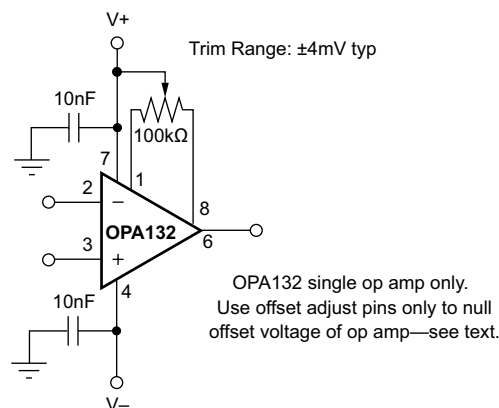 V+
Trim Range: ±4mV typ
10nF
100kΩ
7
1
2
8
–
OPA132
6
3
+
10nF
4
OPA132 single op amp only.
Use offset adjust pins only to null
offset voltage of op amp—see text.
V–